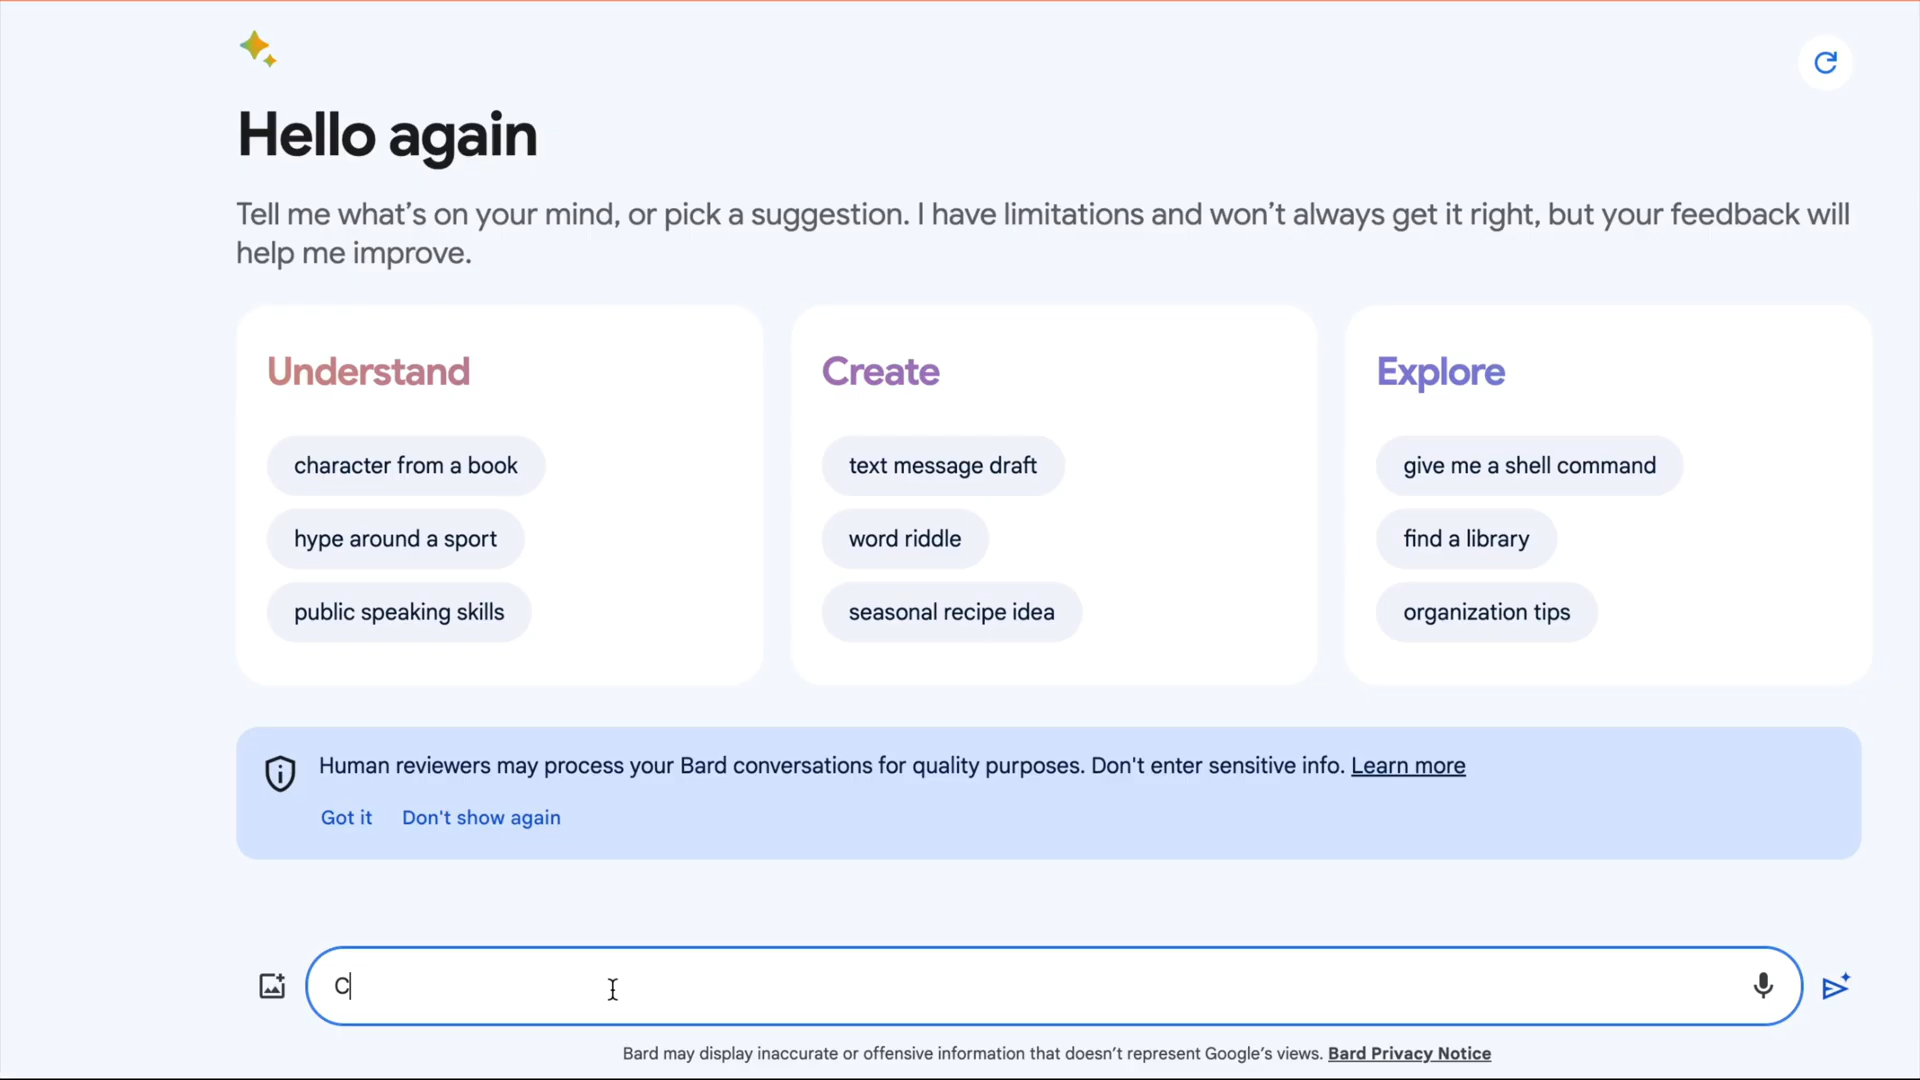 Hello again
Tell me what’s on your mind, or pick a suggestion. I have limitations and won’t always get it right, but your feedback will
help me improve.
Understand
character from a book
hype around a sport
public speaking skills
Create
text message draft
word riddle
seasonal recipe idea
Explore
give me a shell command
find a library
organization tips
Human reviewers may process your Bard conversations for quality purposes. Don't enter sensitive info. Learn more
Got it Don't show again
C
Bard may display inaccurate or offensive information that doesn’t represent Google’s views. Bard Privacy Notice